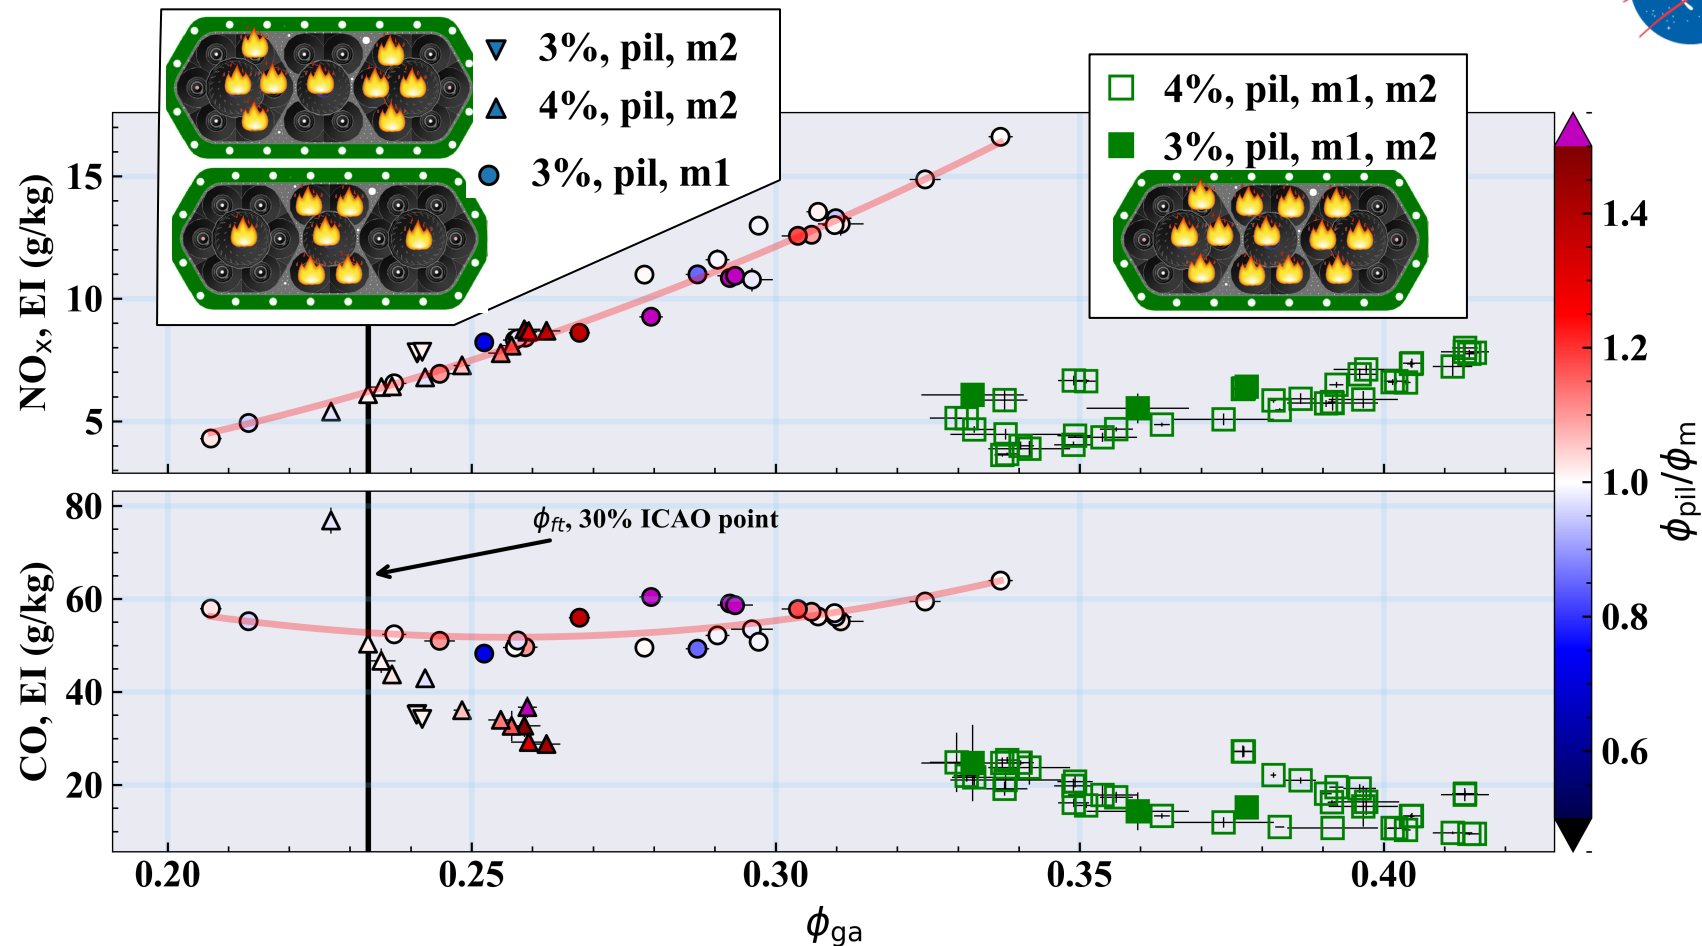 3%, pil, m2
4%, pil, m2
3%, pil, m1
4%, pil, m1, m2
3%, pil, m1, m2
NOx, EI (g/kg)
15
10
5
ϕft, 30% ICAO point
CO, EI (g/kg)
80
60
40
20
0.20 0.25 0.30 0.35 0.40
ϕga
1.4
1.2
1.0
0.8
0.6
ϕpil/ϕm